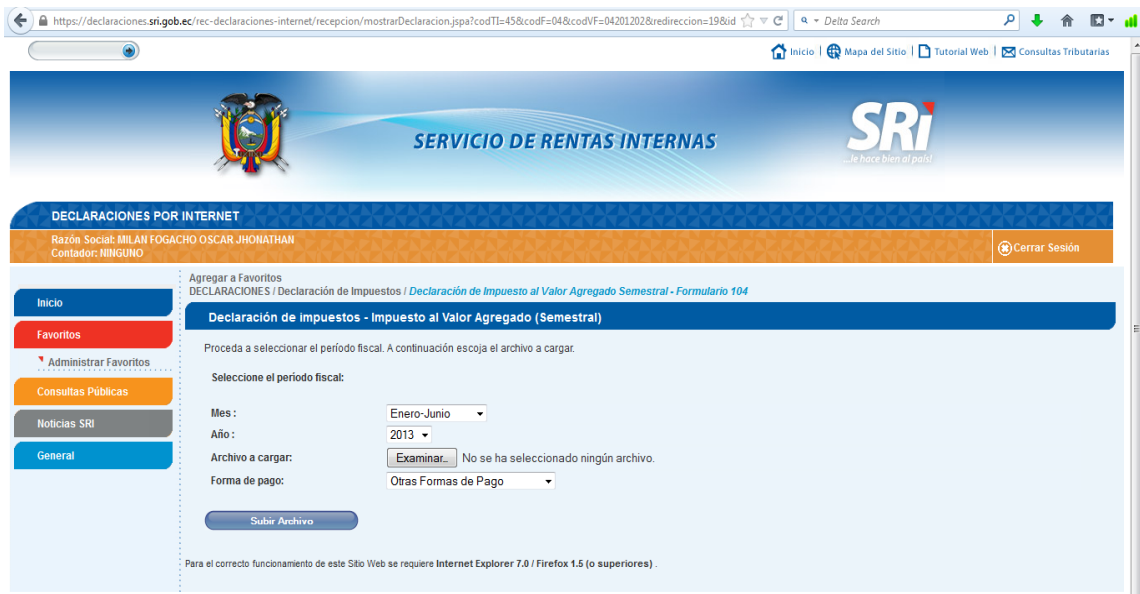 https://declaraciones.sri.gob.ec/rec-declaraciones-internet/recepcion/mostrarDeclaracion.jspa?codTI=45&codF=04&codVF=04201202&redireccion=19&id
Delta Search
Inicio | Mapa del Sitio | Tutorial Web | Consultas Tributarias
SERVICIO DE RENTAS INTERNAS
SRi
...le hace bien al país!
DECLARACIONES POR INTERNET
Razón Social: MILAN FOGACHO OSCAR JHONATHAN
Contador: NINGUNO
Cerrar Sesión
Agregar a Favoritos
DECLARACIONES / Declaración de Impuestos / Declaración de Impuesto al Valor Agregado Semestral - Formulario 104
Inicio
Favoritos
Administrar Favoritos
Consultas Públicas
Noticias SRI
General
Declaración de impuestos - Impuesto al Valor Agregado (Semestral)
Proceda a seleccionar el período fiscal. A continuación escoja el archivo a cargar.
Seleccione el período fiscal:
Mes : Enero-Junio
Año : 2013
Archivo a cargar: Examinar... No se ha seleccionado ningún archivo.
Forma de pago: Otras Formas de Pago
Subir Archivo
Para el correcto funcionamiento de este Sitio Web se requiere Internet Explorer 7.0 / Firefox 1.5 (o superiores) .